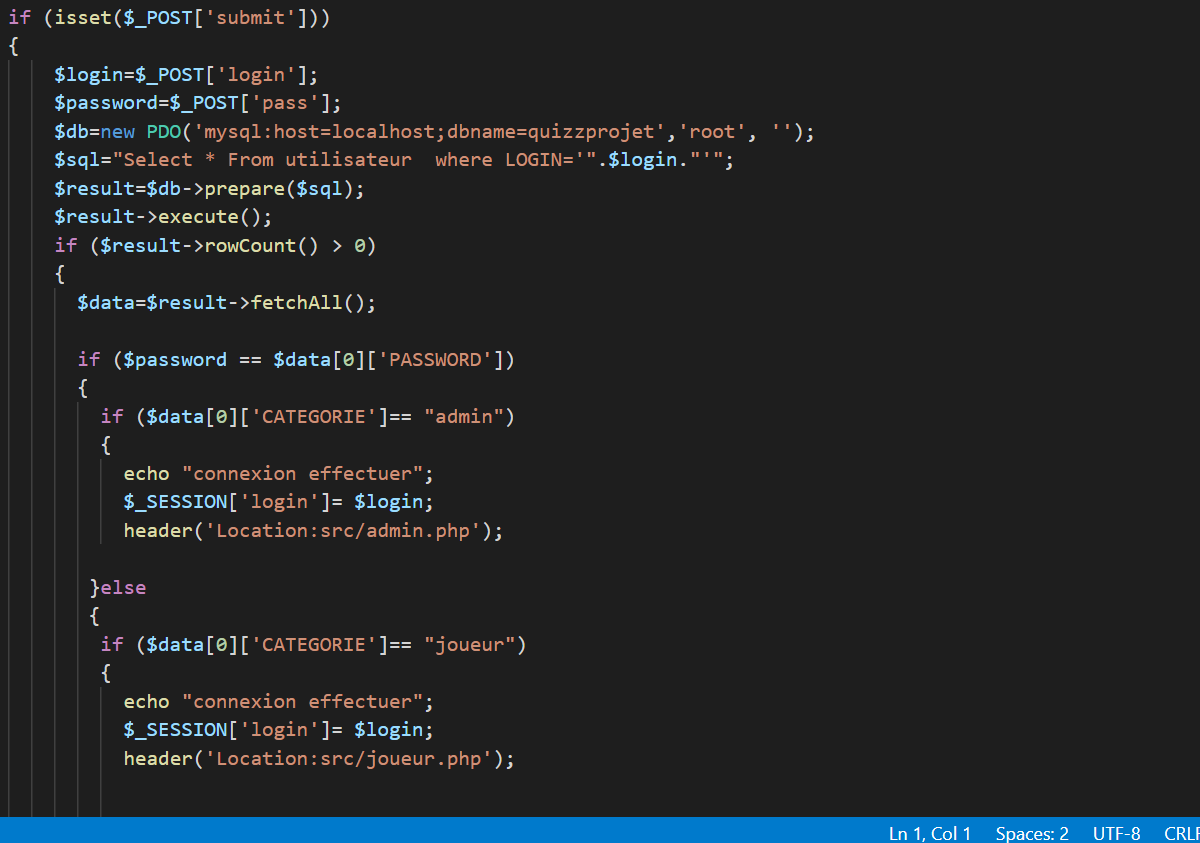 if (isset($_POST['submit']))
{
$login=$_POST['login'];
$password=$_POST['pass'];
$db=new PDO('mysql:host=localhost;dbname=quizzprojet','root', '');
$sql="Select * From utilisateur  where LOGIN='".$login."'";
$result=$db->prepare($sql);
$result->execute();
if ($result->rowCount() > 0)
{
$data=$result->fetchAll();
if ($password == $data[0]['PASSWORD'])
{
if ($data[0]['CATEGORIE']== "admin")
{
echo "connexion effectuer";
$_SESSION['login']= $login;
header('Location:src/admin.php');
}else
{
if ($data[0]['CATEGORIE']== "joueur")
{
echo "connexion effectuer";
$_SESSION['login']= $login;
header('Location:src/joueur.php');
Ln 1, Col 1 Spaces: 2 UTF-8 CRLF